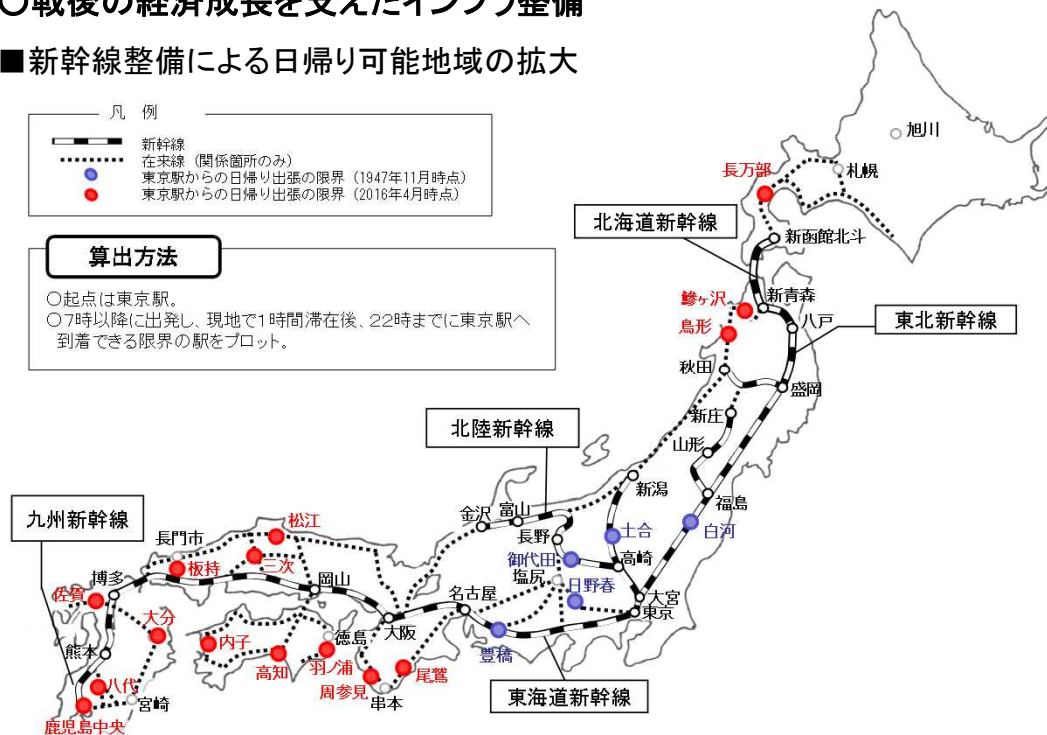 〇戦後の経済成長を支えたインフラ整備
■新幹線整備による日帰り可能地域の拡大
凡 例
新幹線
在来線（関係箇所のみ）
東京駅からの日帰り出張の限界（1947年11月時点）
東京駅からの日帰り出張の限界（2016年4月時点）
算出方法
〇起点は東京駅。
〇7時以降に出発し、現地で1時間滞在後、22時までに東京駅へ
到着できる限界の駅をプロット。
旭川
札幌
長万部
北海道新幹線
新函館北斗
鰺ヶ沢
新青森
鳥形
八戸
東北新幹線
秋田
盛岡
新庄
北陸新幹線
山形
新潟
福島
金沢
富山
土合
白河
九州新幹線
松江
長門市
長野
御代田
高崎
板持
三次
塩尻
日野春
博多
岡山
名古屋
大宮
東京
佐賀
大分
徳島
大阪
豊橋
熊本
内子
高知
羽ノ浦
尾鷲
周参見
串本
東海道新幹線
八代
宮崎
鹿児島中央